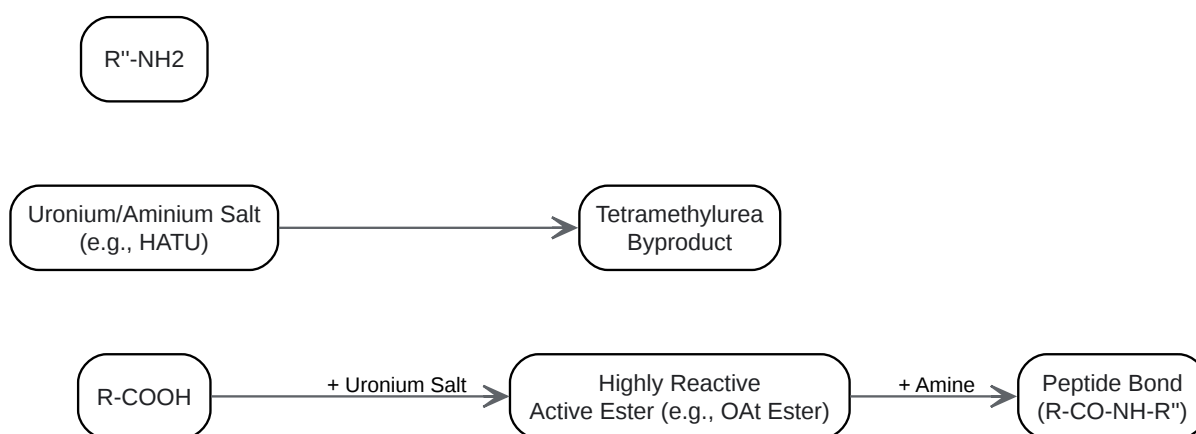 R"-NH2
Uronium/Aminium Salt
(e.g., HATU)
Tetramethylurea
Byproduct
R-COOH
+ Uronium Salt
Highly Reactive
Active Ester (e.g., OAt Ester)
+ Amine
Peptide Bond
(R-CO-NH-R")